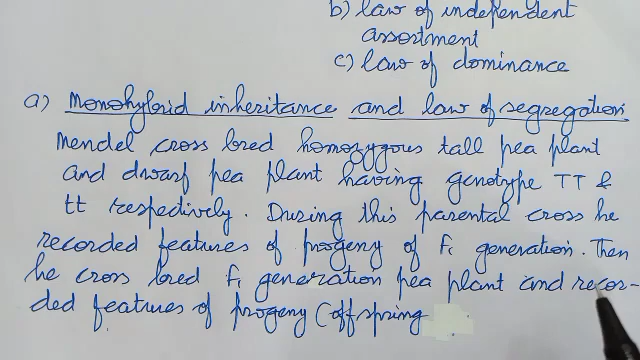 b) law of independent
assortment
c) law of dominance
a) Monohybrid inheritance and law of segregation
Mendel cross bred homozygous tall pea plant
and dwarf pea plant having genotype TT &
tt respectively. During this parental cross he
recorded features of progeny of F₁ generation. Then
he cross bred F₁ generation pea plant and recor-
ded features of progeny (offspring